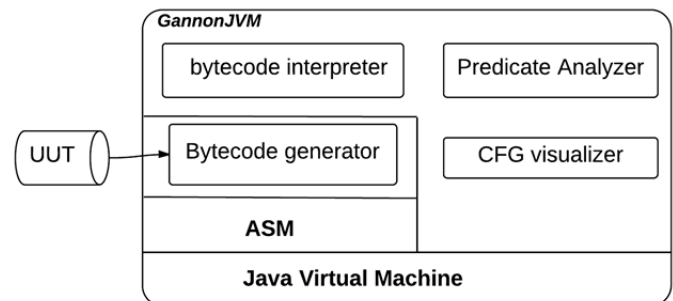 GannonJVM
bytecode interpreter
Predicate Analyzer
UUT
Bytecode generator
CFG visualizer
ASM
Java Virtual Machine